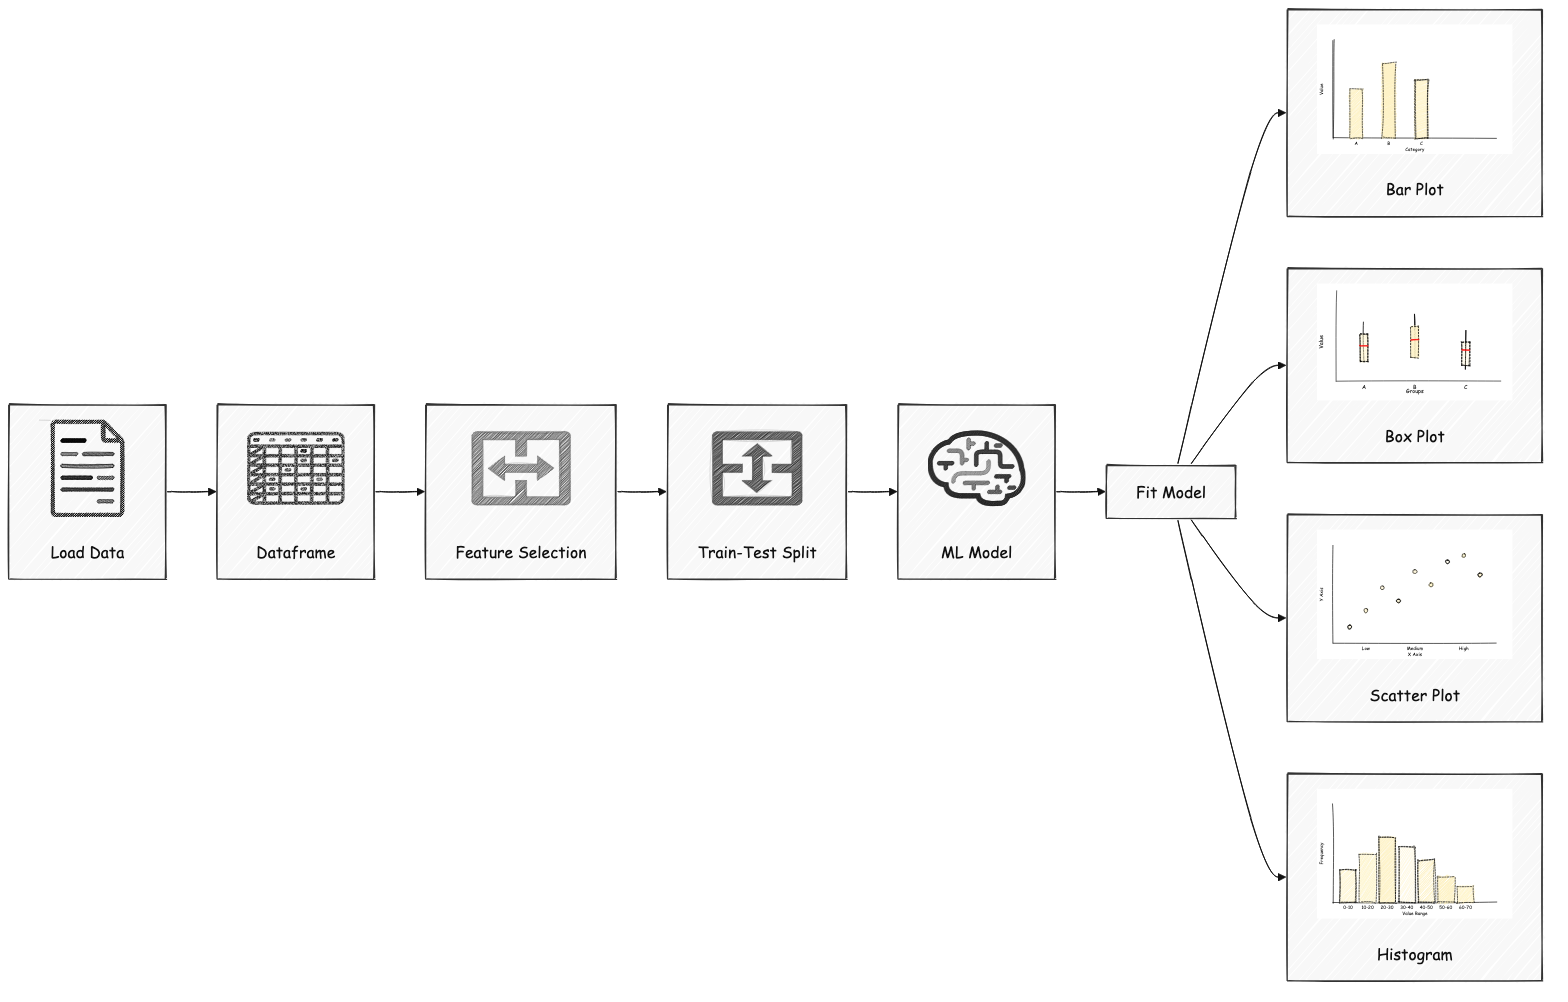 Load Data
Dataframe
Feature Selection
Train-Test Split
ML Model
Fit Model
Value
A B C
Category
Bar Plot
Value
A B C
Groups
Box Plot
Y Axis
Low Medium High
X Axis
Scatter Plot
Frequency
0-10 10-20 20-30 30-40 40-50 50-60 60-70
Value Range
Histogram